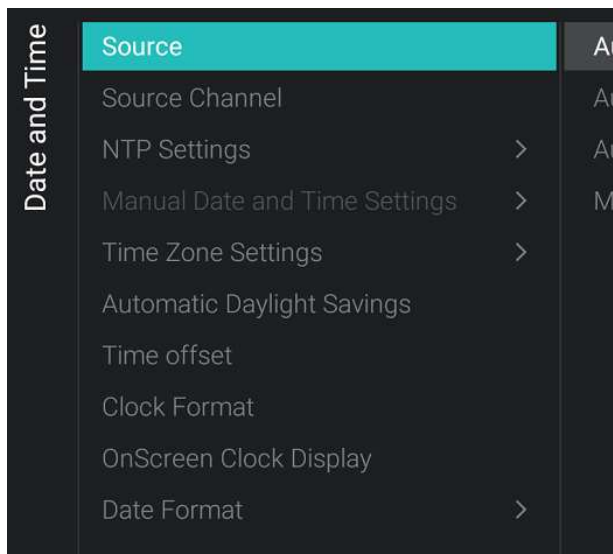 Date and Time
Source
Source Channel
NTP Settings
Manual Date and Time Settings
Time Zone Settings
Automatic Daylight Savings
Time offset
Clock Format
OnScreen Clock Display
Date Format